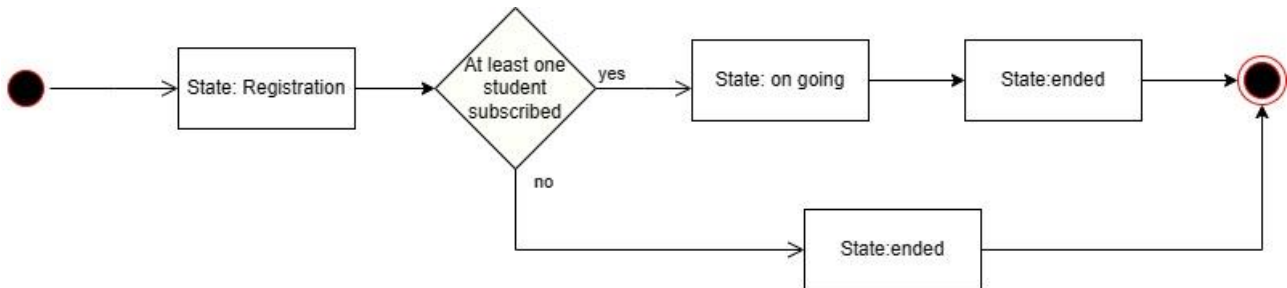 State: Registration
At least one
student
subscribed
yes
State: on going
State:ended
no
State:ended